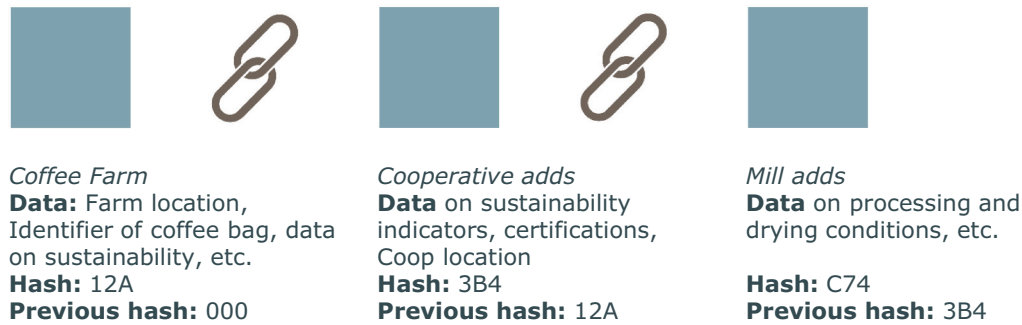 Coffee Farm
Data: Farm location,
Identifier of coffee bag, data
on sustainability, etc.
Hash: 12A
Previous hash: 000
Cooperative adds
Data on sustainability
indicators, certifications,
Coop location
Hash: 3B4
Previous hash: 12A
Mill adds
Data on processing and
drying conditions, etc.
Hash: C74
Previous hash: 3B4